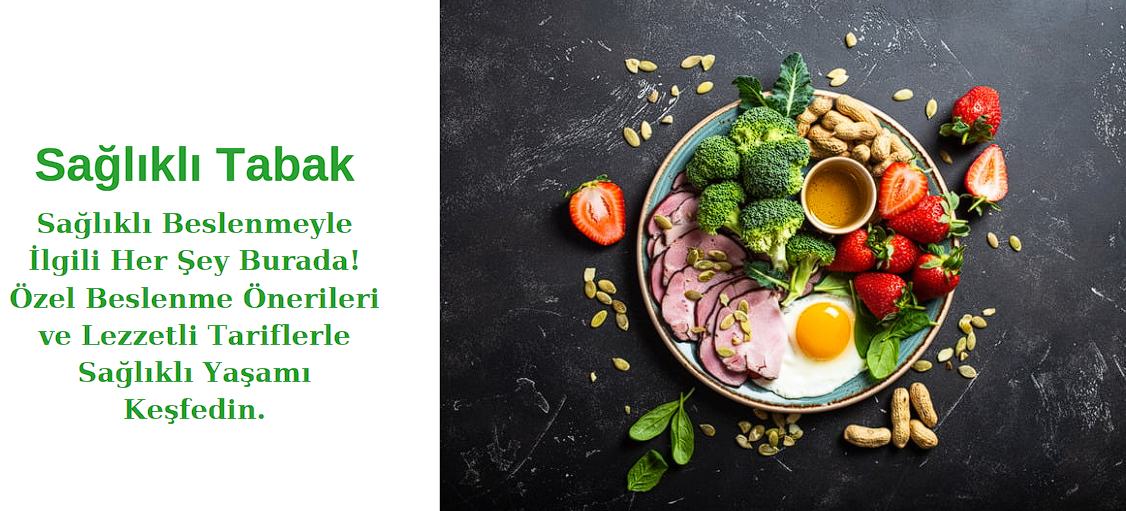 Sağlıklı Tabak
Sağlıklı Beslenmeyle
İlgili Her Şey Burada!
Özel Beslenme Önerileri
ve Lezzetli Tariflerle
Sağlıklı Yaşamı
Keşfedin.